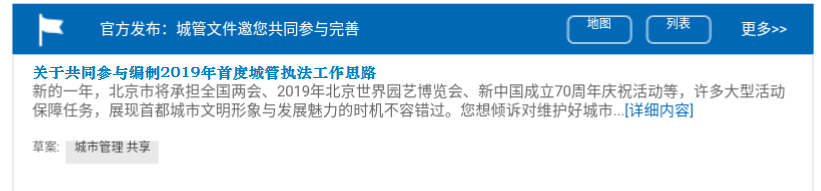 官方发布：城管文件邀您共同参与完善
地图
列表
更多>>
关于共同参与编制2019年首度城管执法工作思路
新的一年，北京市将承担全国两会、2019年北京世界园艺博览会、新中国成立70周年庆祝活动等，许多大型活动
保障任务，展现首都城市文明形象与发展魅力的时机不容错过。您想倾诉对维护好城市...[详细内容]
草案: 城市管理 共享